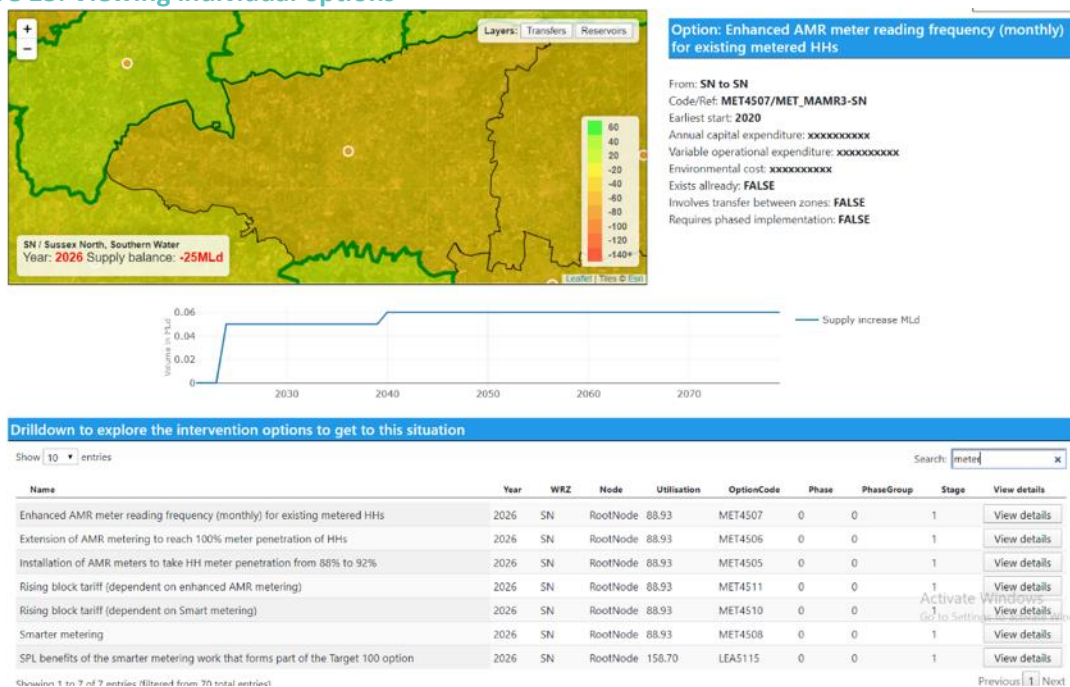 Viewing individual options
+
−
Layers: Transfers Reservoirs
60
40
20
-20
-40
-60
-80
-100
-120
-140+
SN / Sussex North, Southern Water
Year: 2026 Supply balance: -25MLd
Leaflet | Tiles © Esri
Option: Enhanced AMR meter reading frequency (monthly)
for existing metered HHs
From: SN to SN
Code/Ref: MET4507/MET_MAMR3-SN
Earliest start: 2020
Annual capital expenditure: xxxxxxxxxx
Variable operational expenditure: xxxxxxxxxx
Environmental cost: xxxxxxxxxx
Exists allready: FALSE
Involves transfer between zones: FALSE
Requires phased implementation: FALSE
Volume in MLd
0.06
0.04
0.02
0
2030 2040 2050 2060 2070
Supply increase MLd
Drilldown to explore the intervention options to get to this situation
Show 10 entries
Search: meter x
Name Year WRZ Node Utilisation OptionCode Phase PhaseGroup Stage View details
Enhanced AMR meter reading frequency (monthly) for existing metered HHs 2026 SN RootNode 88.93 MET4507 0 0 1 View details
Extension of AMR metering to reach 100% meter penetration of HHs 2026 SN RootNode 88.93 MET4506 0 0 1 View details
Installation of AMR meters to take HH meter penetration from 88% to 92% 2026 SN RootNode 88.93 MET4505 0 0 1 View details
Rising block tariff (dependent on enhanced AMR metering) 2026 SN RootNode 88.93 MET4511 0 0 1 View details
Rising block tariff (dependent on Smart metering) 2026 SN RootNode 88.93 MET4510 0 0 1 View details
Smarter metering 2026 SN RootNode 88.93 MET4508 0 0 1 View details
SPL benefits of the smarter metering work that forms part of the Target 100 option 2026 SN RootNode 158.70 LEA5115 0 0 1 View details
Activate Windows
Go to Settings to activate
Showing 1 to 7 of 7 entries (filtered from 70 total entries)
Previous 1 Next